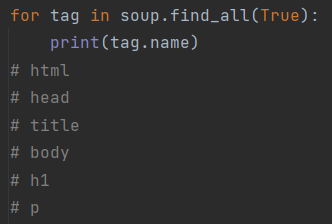 for tag in soup.find_all(True):
    print(tag.name)
# html
# head
# title
# body
# h1
# p